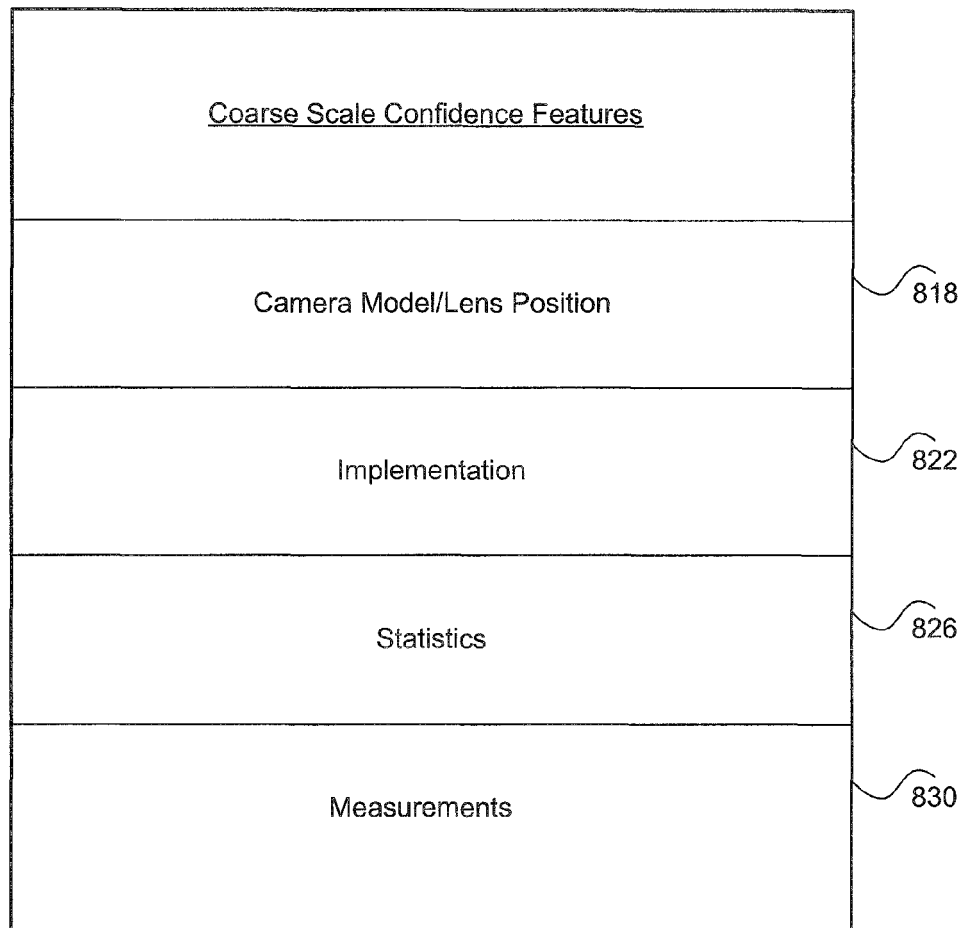 Coarse Scale Confidence Features
Camera Model/Lens Position
818
Implementation
822
Statistics
826
Measurements
830